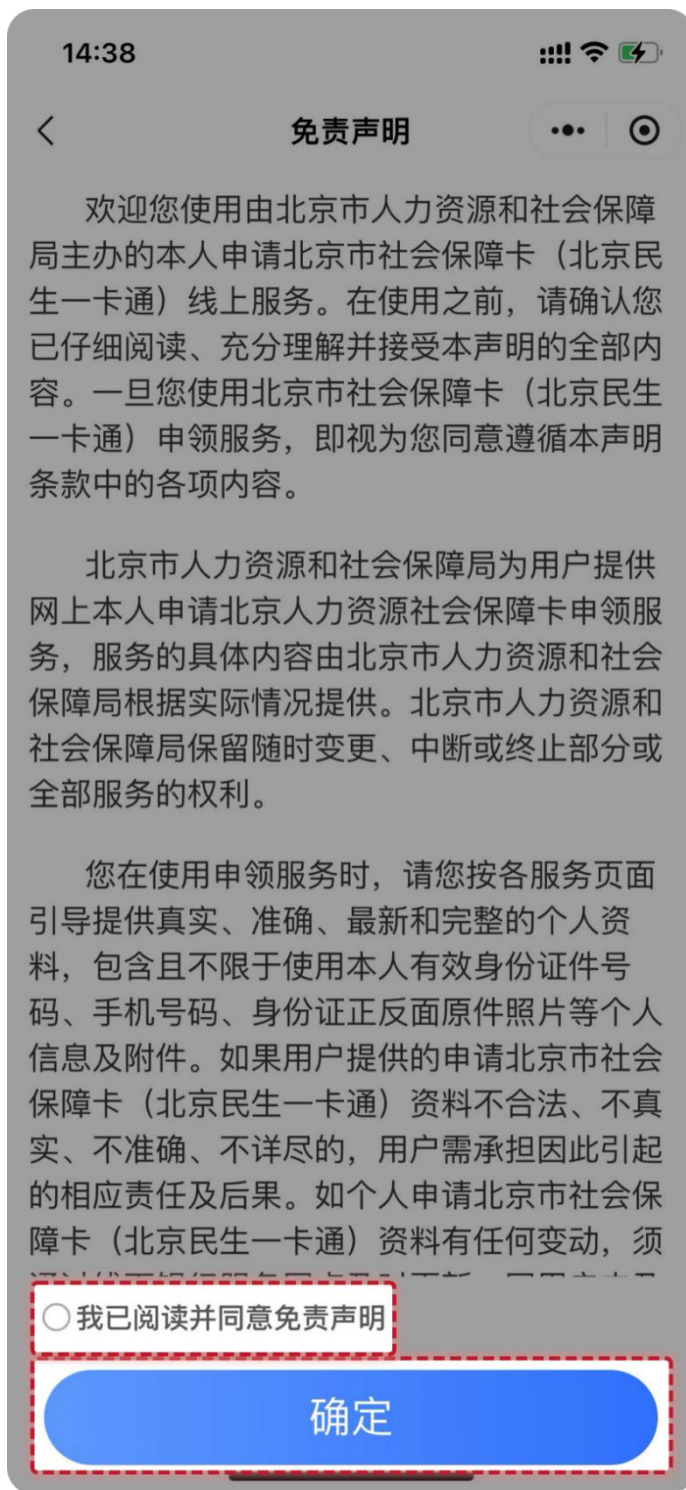 14:38
免责声明
欢迎您使用由北京市人力资源和社会保障
局主办的本人申请北京市社会保障卡（北京民
生一卡通）线上服务。在使用之前，请确认您
已仔细阅读、充分理解并接受本声明的全部内
容。一旦您使用北京市社会保障卡（北京民生
一卡通）申领服务，即视为您同意遵循本声明
条款中的各项内容。
北京市人力资源和社会保障局为用户提供
网上本人申请北京人力资源社会保障卡申领服
务，服务的具体内容由北京市人力资源和社会
保障局根据实际情况提供。北京市人力资源和
社会保障局保留随时变更、中断或终止部分或
全部服务的权利。
您在使用申领服务时，请您按各服务页面
引导提供真实、准确、最新和完整的个人资
料，包含且不限于使用本人有效身份证件号
码、手机号码、身份证正反面原件照片等个人
信息及附件。如果用户提供的申请北京市社会
保障卡（北京民生一卡通）资料不合法、不真
实、不准确、不详尽的，用户需承担因此引起
的相应责任及后果。如个人申请北京市社会保
障卡（北京民生一卡通）资料有任何变动，须
我已阅读并同意免责声明
确定